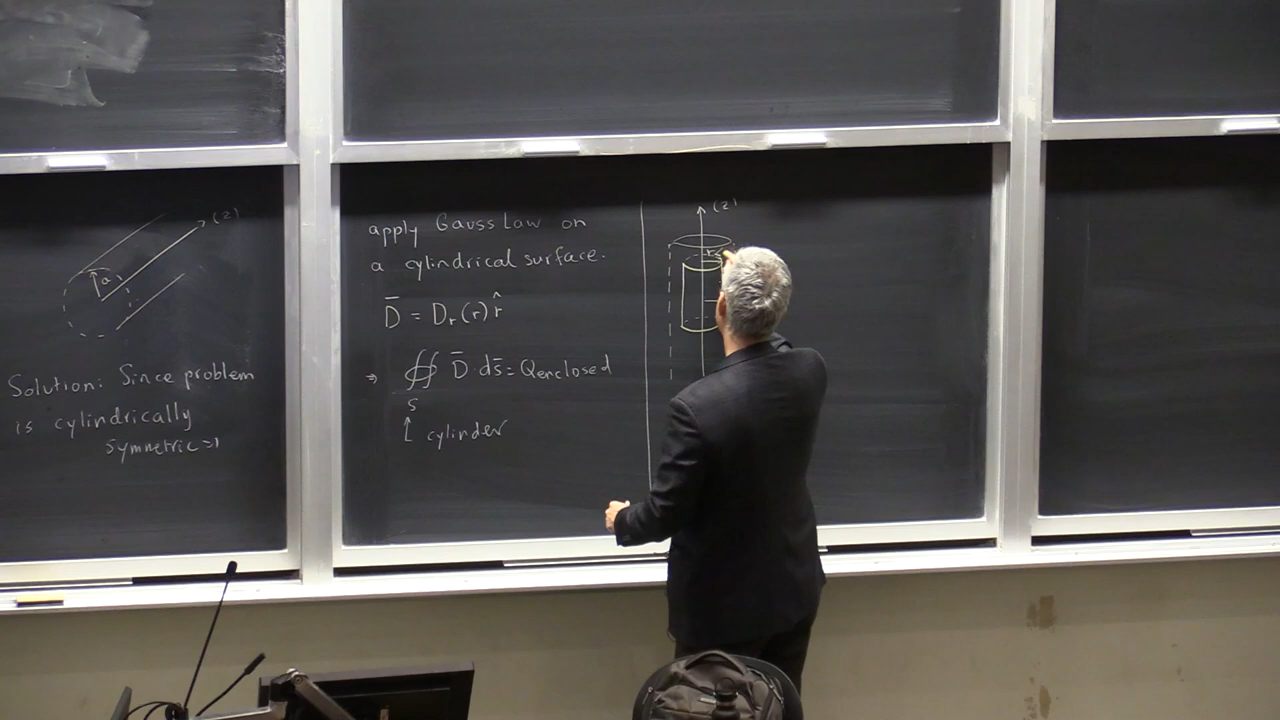 (z)
a
Solution: Since problem
is cylindrically
symmetric ⇒
apply Gauss Law on
a cylindrical surface.
D̄ = Dᵣ(r) r̂
⇒ ∯ D̄ · ds̄ = Qenclosed
S
↑ cylinder
(z)
r